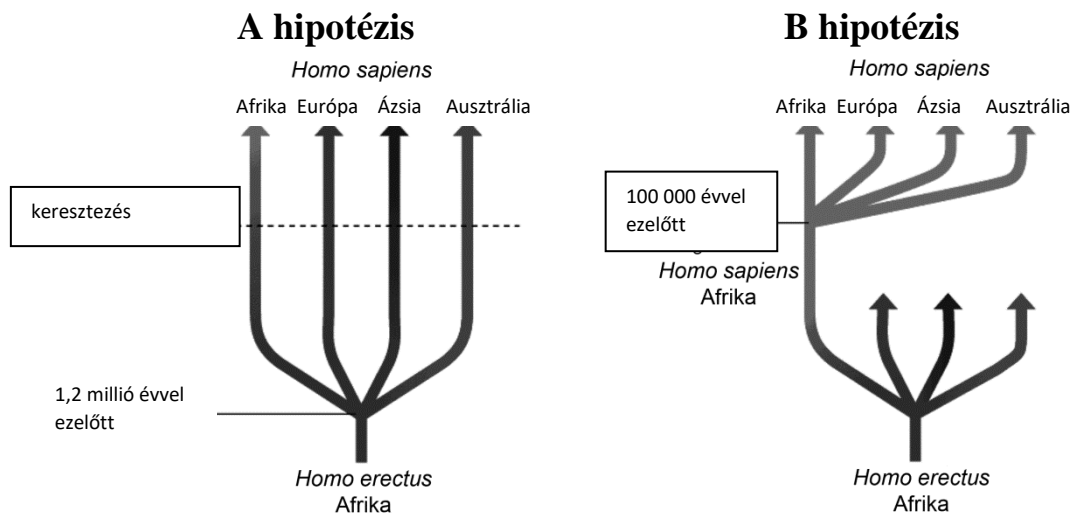 A hipotézis
Homo sapiens
Afrika Európa Ázsia Ausztrália
keresztezés
1,2 millió évvel
ezelőtt
Homo erectus
Afrika
B hipotézis
Homo sapiens
Afrika Európa Ázsia Ausztrália
100 000 évvel
ezelőtt
Homo sapiens
Afrika
Homo erectus
Afrika